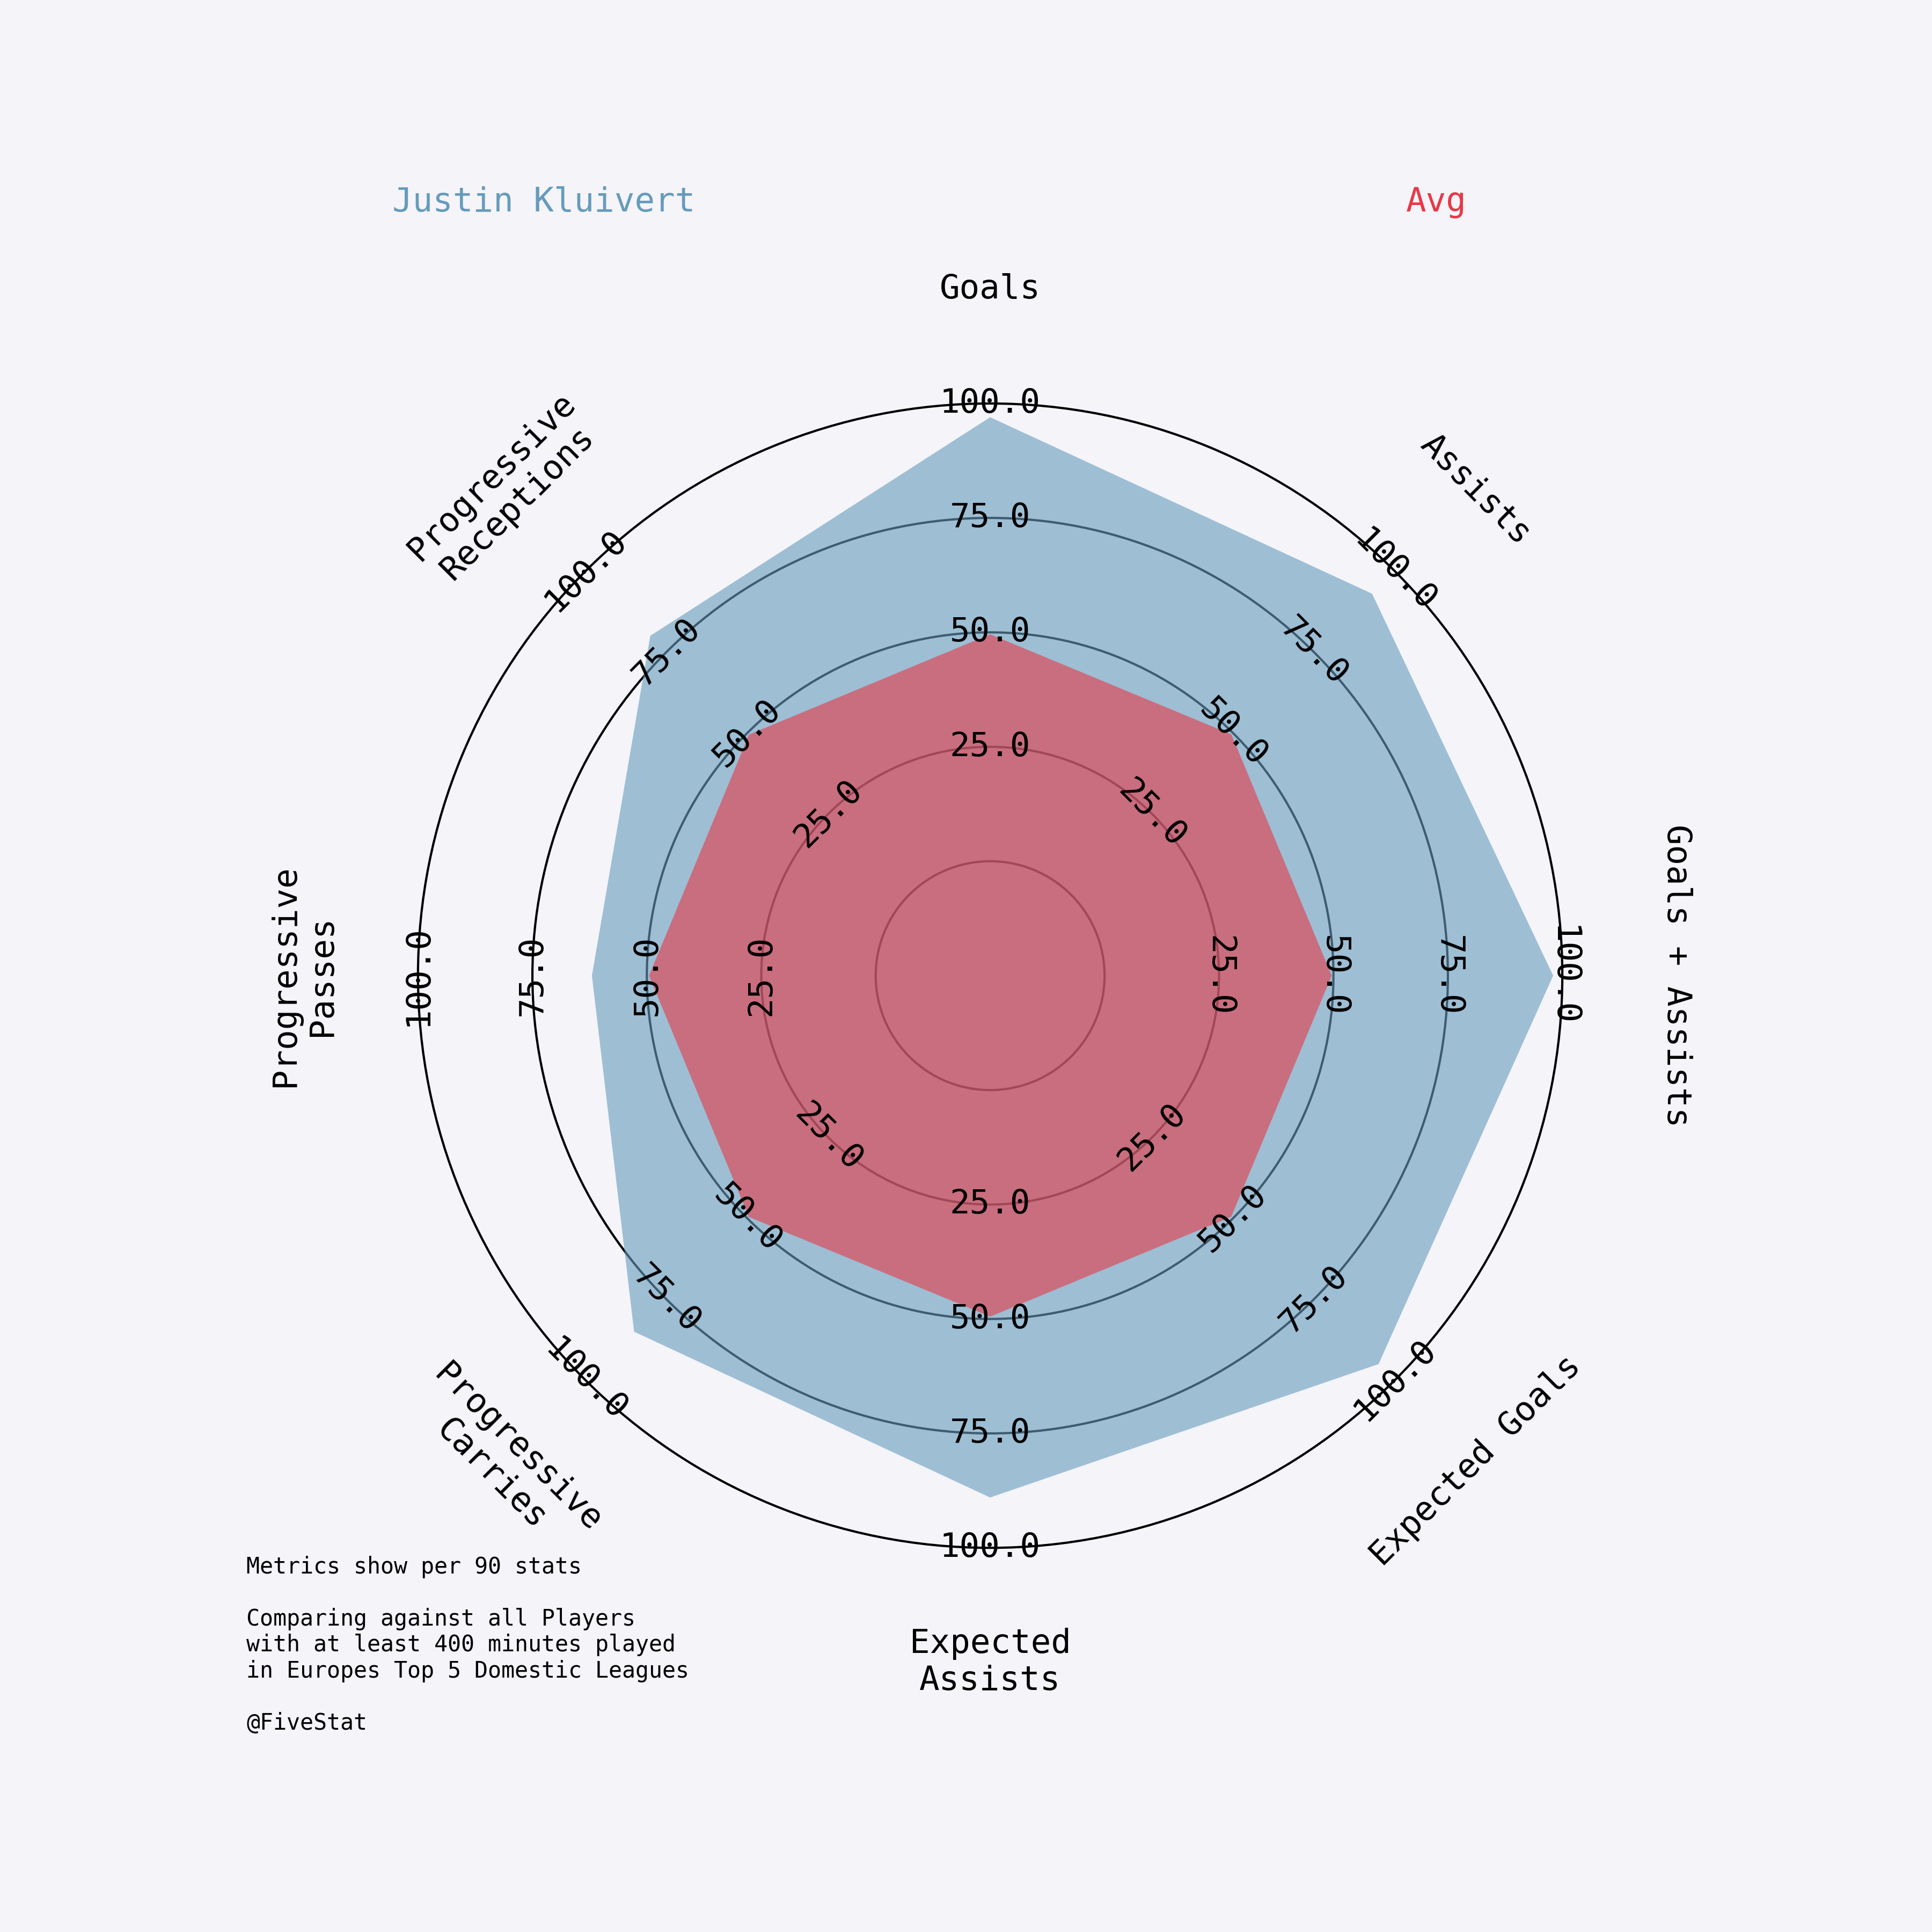 Justin Kluivert
Avg
Goals
Assists
Goals + Assists
Expected Goals
Expected
Assists
Progressive
Carries
Progressive
Passes
Progressive
Receptions
25.0
50.0
75.0
100.0
25.0
50.0
75.0
100.0
25.0
50.0
75.0
100.0
25.0
50.0
75.0
100.0
25.0
50.0
75.0
100.0
25.0
50.0
75.0
100.0
25.0
50.0
75.0
100.0
25.0
50.0
75.0
100.0
Metrics show per 90 stats
Comparing against all Players
with at least 400 minutes played
in Europes Top 5 Domestic Leagues
@FiveStat